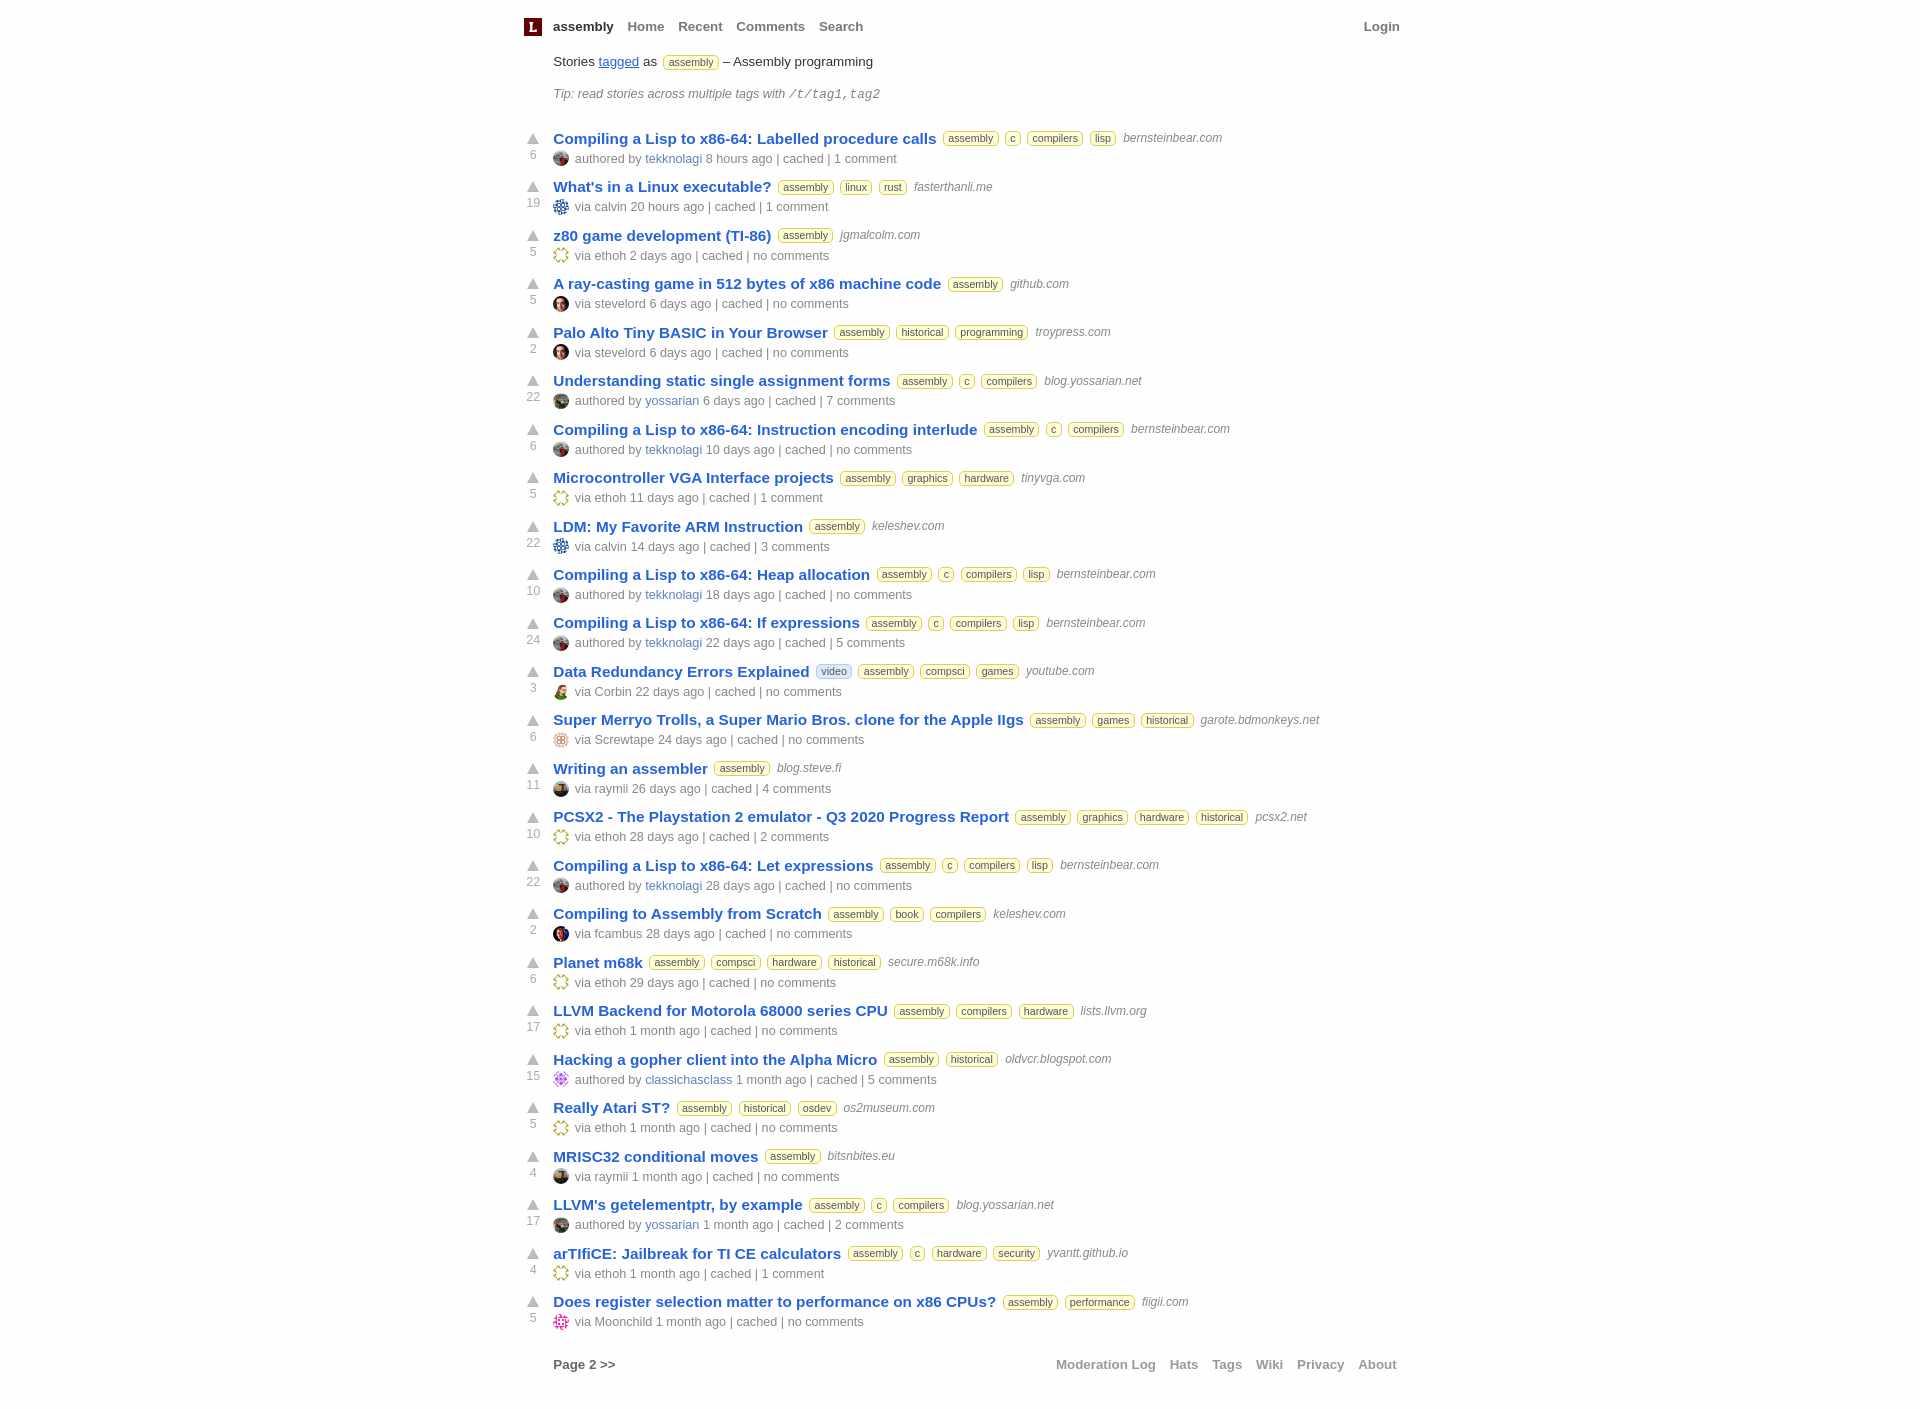 L assembly Home Recent Comments Search Login
Stories tagged as assembly – Assembly programming
Tip: read stories across multiple tags with /t/tag1,tag2
Compiling a Lisp to x86-64: Labelled procedure calls assembly c compilers lisp bernsteinbear.com
6 authored by tekknolagi 8 hours ago | cached | 1 comment
What's in a Linux executable? assembly linux rust fasterthanli.me
19 via calvin 20 hours ago | cached | 1 comment
z80 game development (TI-86) assembly jgmalcolm.com
5 via ethoh 2 days ago | cached | no comments
A ray-casting game in 512 bytes of x86 machine code assembly github.com
5 via stevelord 6 days ago | cached | no comments
Palo Alto Tiny BASIC in Your Browser assembly historical programming troypress.com
2 via stevelord 6 days ago | cached | no comments
Understanding static single assignment forms assembly c compilers blog.yossarian.net
22 authored by yossarian 6 days ago | cached | 7 comments
Compiling a Lisp to x86-64: Instruction encoding interlude assembly c compilers bernsteinbear.com
6 authored by tekknolagi 10 days ago | cached | no comments
Microcontroller VGA Interface projects assembly graphics hardware tinyvga.com
5 via ethoh 11 days ago | cached | 1 comment
LDM: My Favorite ARM Instruction assembly keleshev.com
22 via calvin 14 days ago | cached | 3 comments
Compiling a Lisp to x86-64: Heap allocation assembly c compilers lisp bernsteinbear.com
10 authored by tekknolagi 18 days ago | cached | no comments
Compiling a Lisp to x86-64: If expressions assembly c compilers lisp bernsteinbear.com
24 authored by tekknolagi 22 days ago | cached | 5 comments
Data Redundancy Errors Explained video assembly compsci games youtube.com
3 via Corbin 22 days ago | cached | no comments
Super Merryo Trolls, a Super Mario Bros. clone for the Apple IIgs assembly games historical garote.bdmonkeys.net
6 via Screwtape 24 days ago | cached | no comments
Writing an assembler assembly blog.steve.fi
11 via raymii 26 days ago | cached | 4 comments
PCSX2 - The Playstation 2 emulator - Q3 2020 Progress Report assembly graphics hardware historical pcsx2.net
10 via ethoh 28 days ago | cached | 2 comments
Compiling a Lisp to x86-64: Let expressions assembly c compilers lisp bernsteinbear.com
22 authored by tekknolagi 28 days ago | cached | no comments
Compiling to Assembly from Scratch assembly book compilers keleshev.com
2 via fcambus 28 days ago | cached | no comments
Planet m68k assembly compsci hardware historical secure.m68k.info
6 via ethoh 29 days ago | cached | no comments
LLVM Backend for Motorola 68000 series CPU assembly compilers hardware lists.llvm.org
17 via ethoh 1 month ago | cached | no comments
Hacking a gopher client into the Alpha Micro assembly historical oldvcr.blogspot.com
15 authored by classichasclass 1 month ago | cached | 5 comments
Really Atari ST? assembly historical osdev os2museum.com
5 via ethoh 1 month ago | cached | no comments
MRISC32 conditional moves assembly bitsnbites.eu
4 via raymii 1 month ago | cached | no comments
LLVM's getelementptr, by example assembly c compilers blog.yossarian.net
17 authored by yossarian 1 month ago | cached | 2 comments
arTIfiCE: Jailbreak for TI CE calculators assembly c hardware security yvantt.github.io
4 via ethoh 1 month ago | cached | 1 comment
Does register selection matter to performance on x86 CPUs? assembly performance fiigii.com
5 via Moonchild 1 month ago | cached | no comments
Page 2 >> Moderation Log Hats Tags Wiki Privacy About